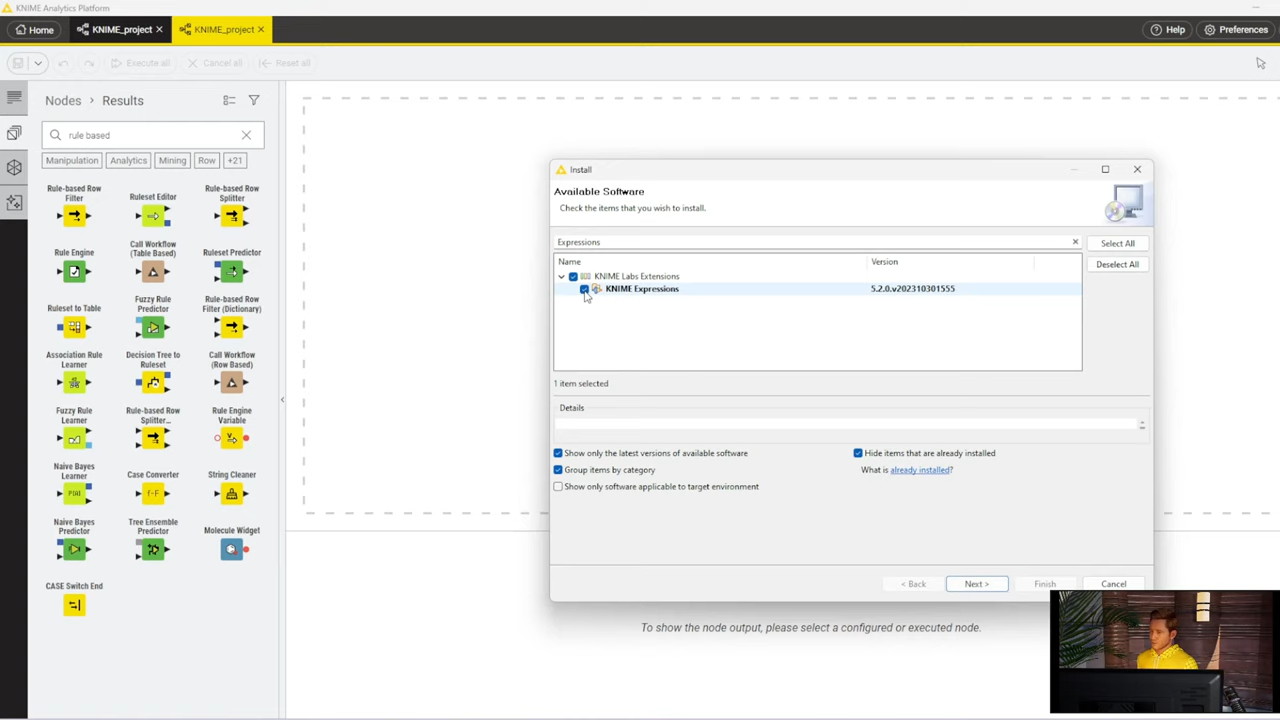 KNIME Analytics Platform
Home
KNIME_project
KNIME_project
Help
Preferences
Execute all
Cancel all
Reset all
Nodes > Results
rule based
Manipulation
Analytics
Mining
Row
+21
Rule-based Row Filter
Ruleset Editor
Rule-based Row Splitter
Rule Engine
Call Workflow (Table Based)
Ruleset Predictor
Ruleset to Table
Fuzzy Rule Predictor
Rule-based Row Filter (Dictionary)
Association Rule Learner
Decision Tree to Ruleset
Call Workflow (Row Based)
Fuzzy Rule Learner
Rule-based Row Splitter...
Rule Engine Variable
Naive Bayes Learner
Case Converter
String Cleaner
Naive Bayes Predictor
Tree Ensemble Predictor
Molecule Widget
CASE Switch End
Install
Available Software
Check the items that you wish to install.
Expressions
Select All
Deselect All
Name
Version
KNIME Labs Extensions
KNIME Expressions
5.2.0.v202310301555
1 item selected
Details
Show only the latest versions of available software
Hide items that are already installed
Group items by category
What is already installed?
Show only software applicable to target environment
< Back
Next >
Finish
Cancel
To show the node output, please select a configured or executed node.